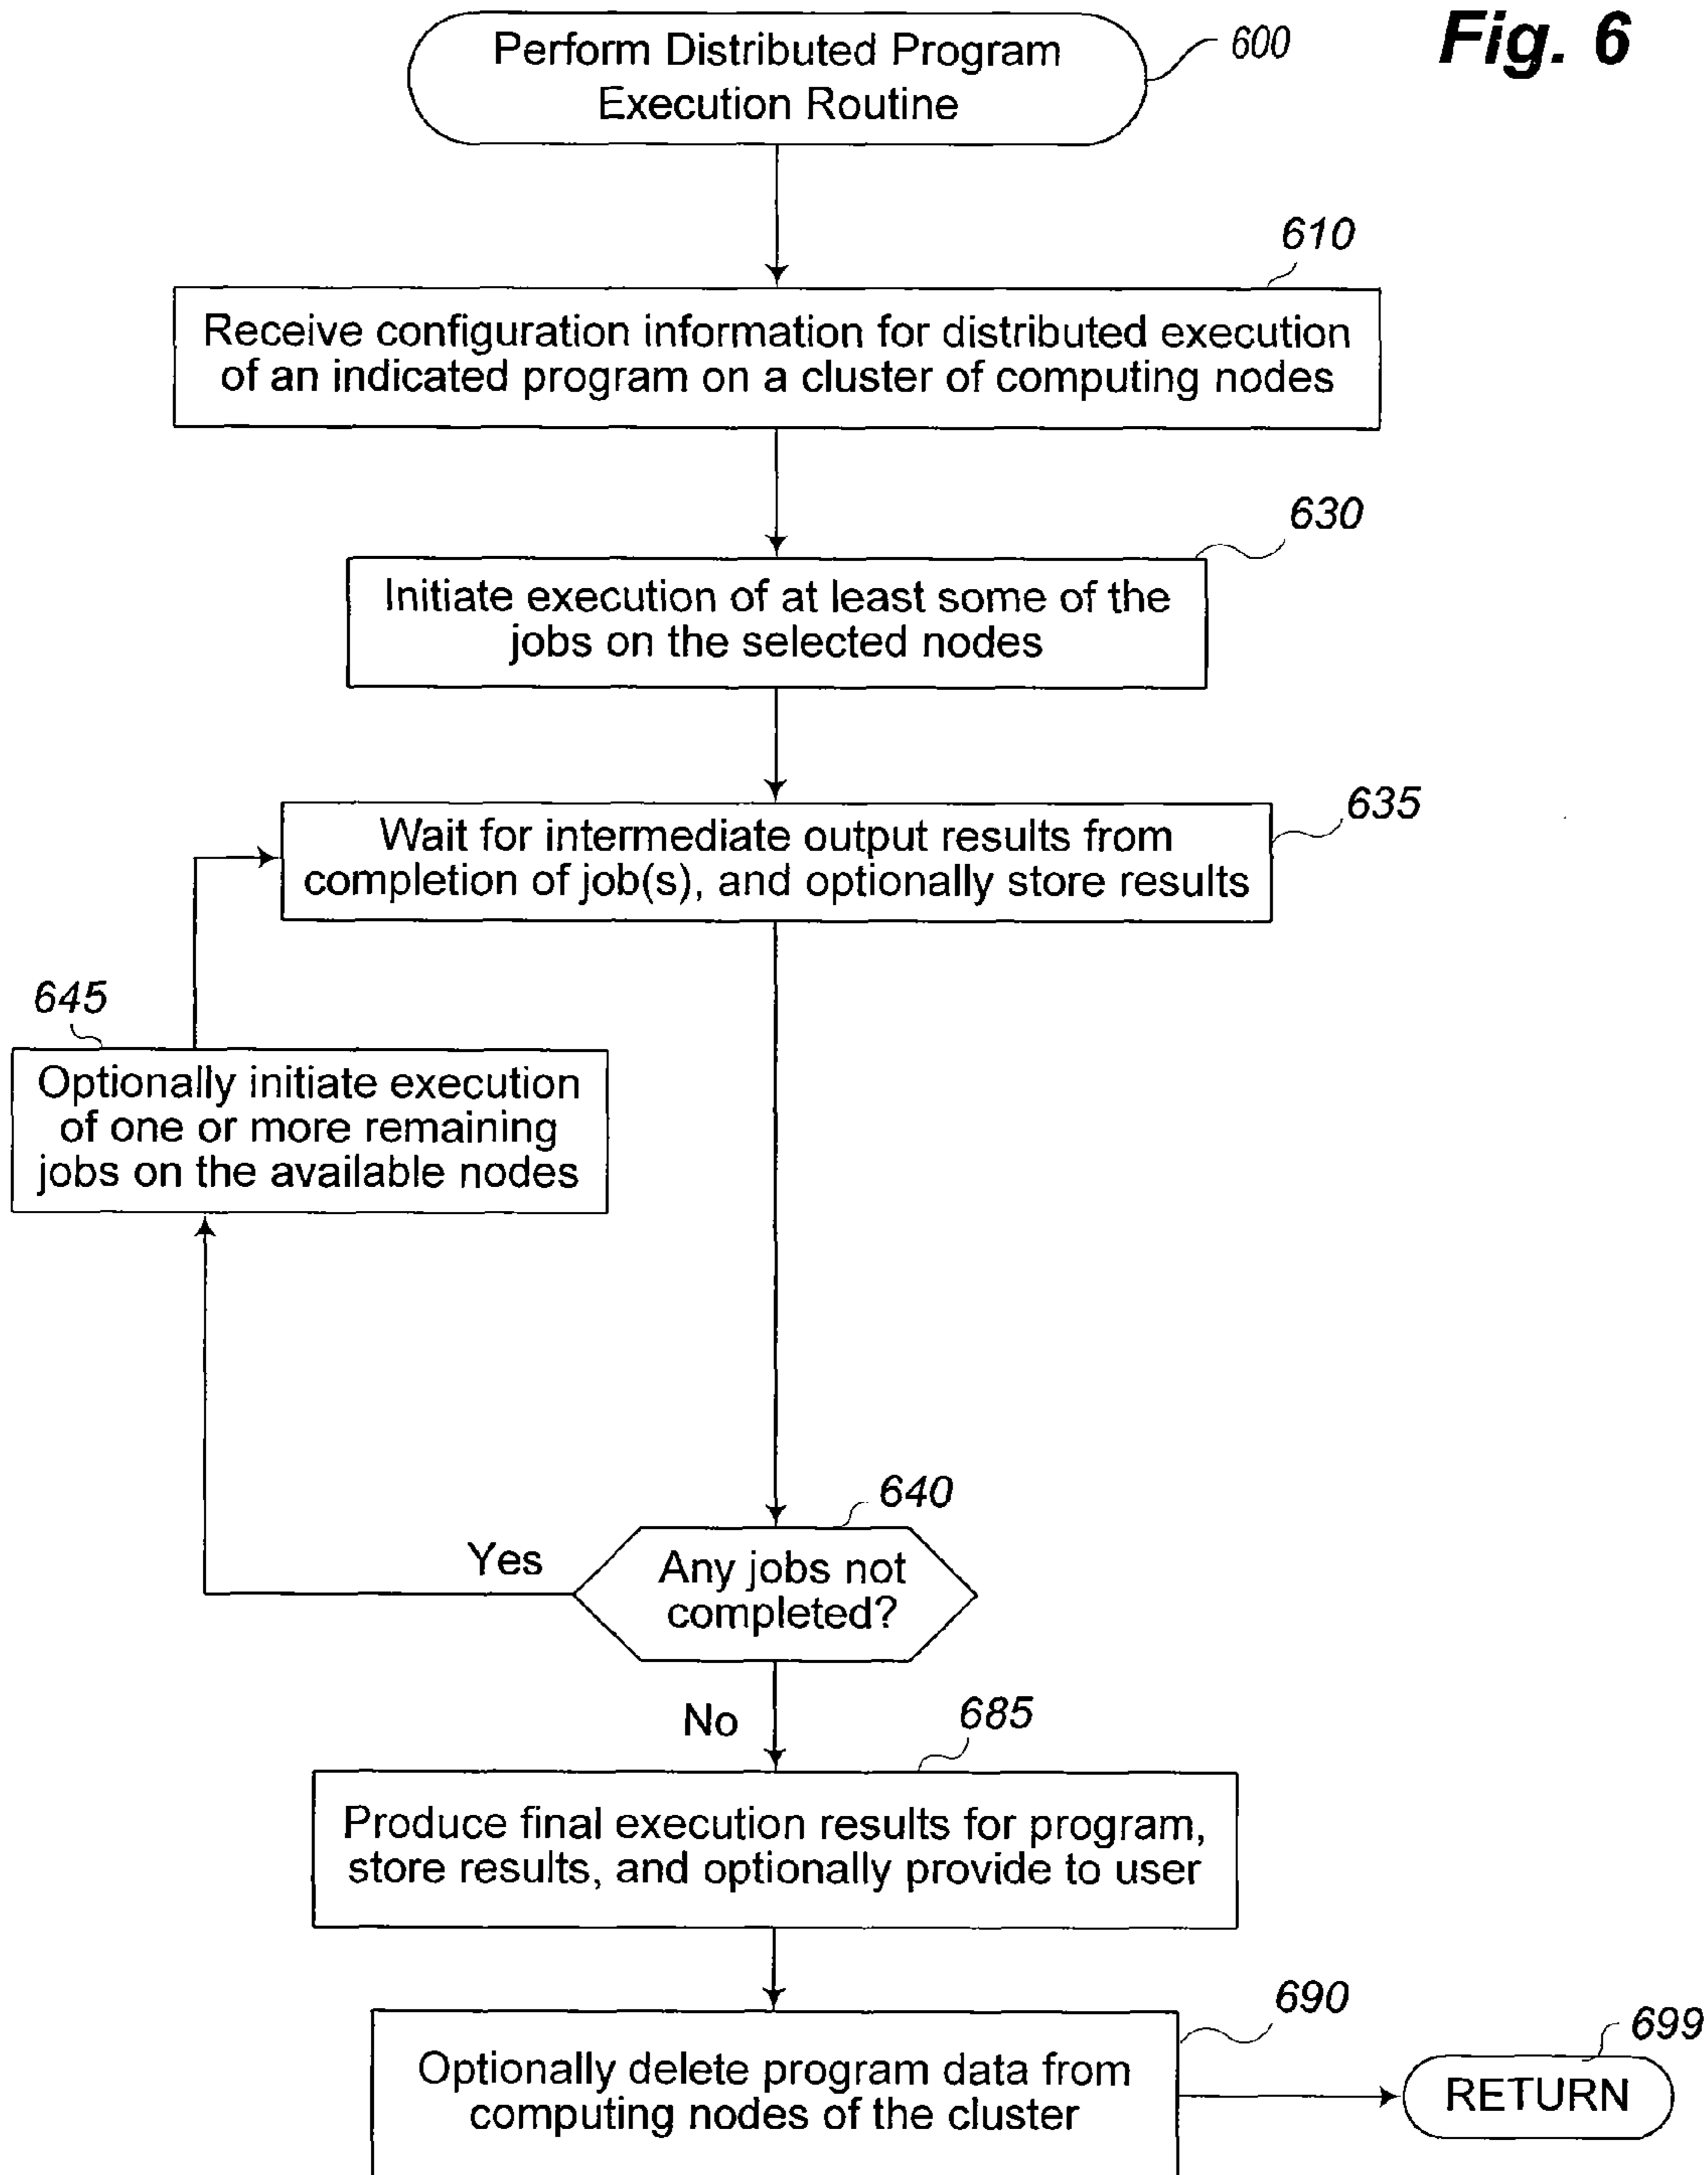 Fig. 6
Perform Distributed Program
Execution Routine
600
610
Receive configuration information for distributed execution
of an indicated program on a cluster of computing nodes
630
Initiate execution of at least some of the
jobs on the selected nodes
635
Wait for intermediate output results from
completion of job(s), and optionally store results
645
Optionally initiate execution
of one or more remaining
jobs on the available nodes
640
Yes
Any jobs not
completed?
No
685
Produce final execution results for program,
store results, and optionally provide to user
690
Optionally delete program data from
computing nodes of the cluster
699
RETURN